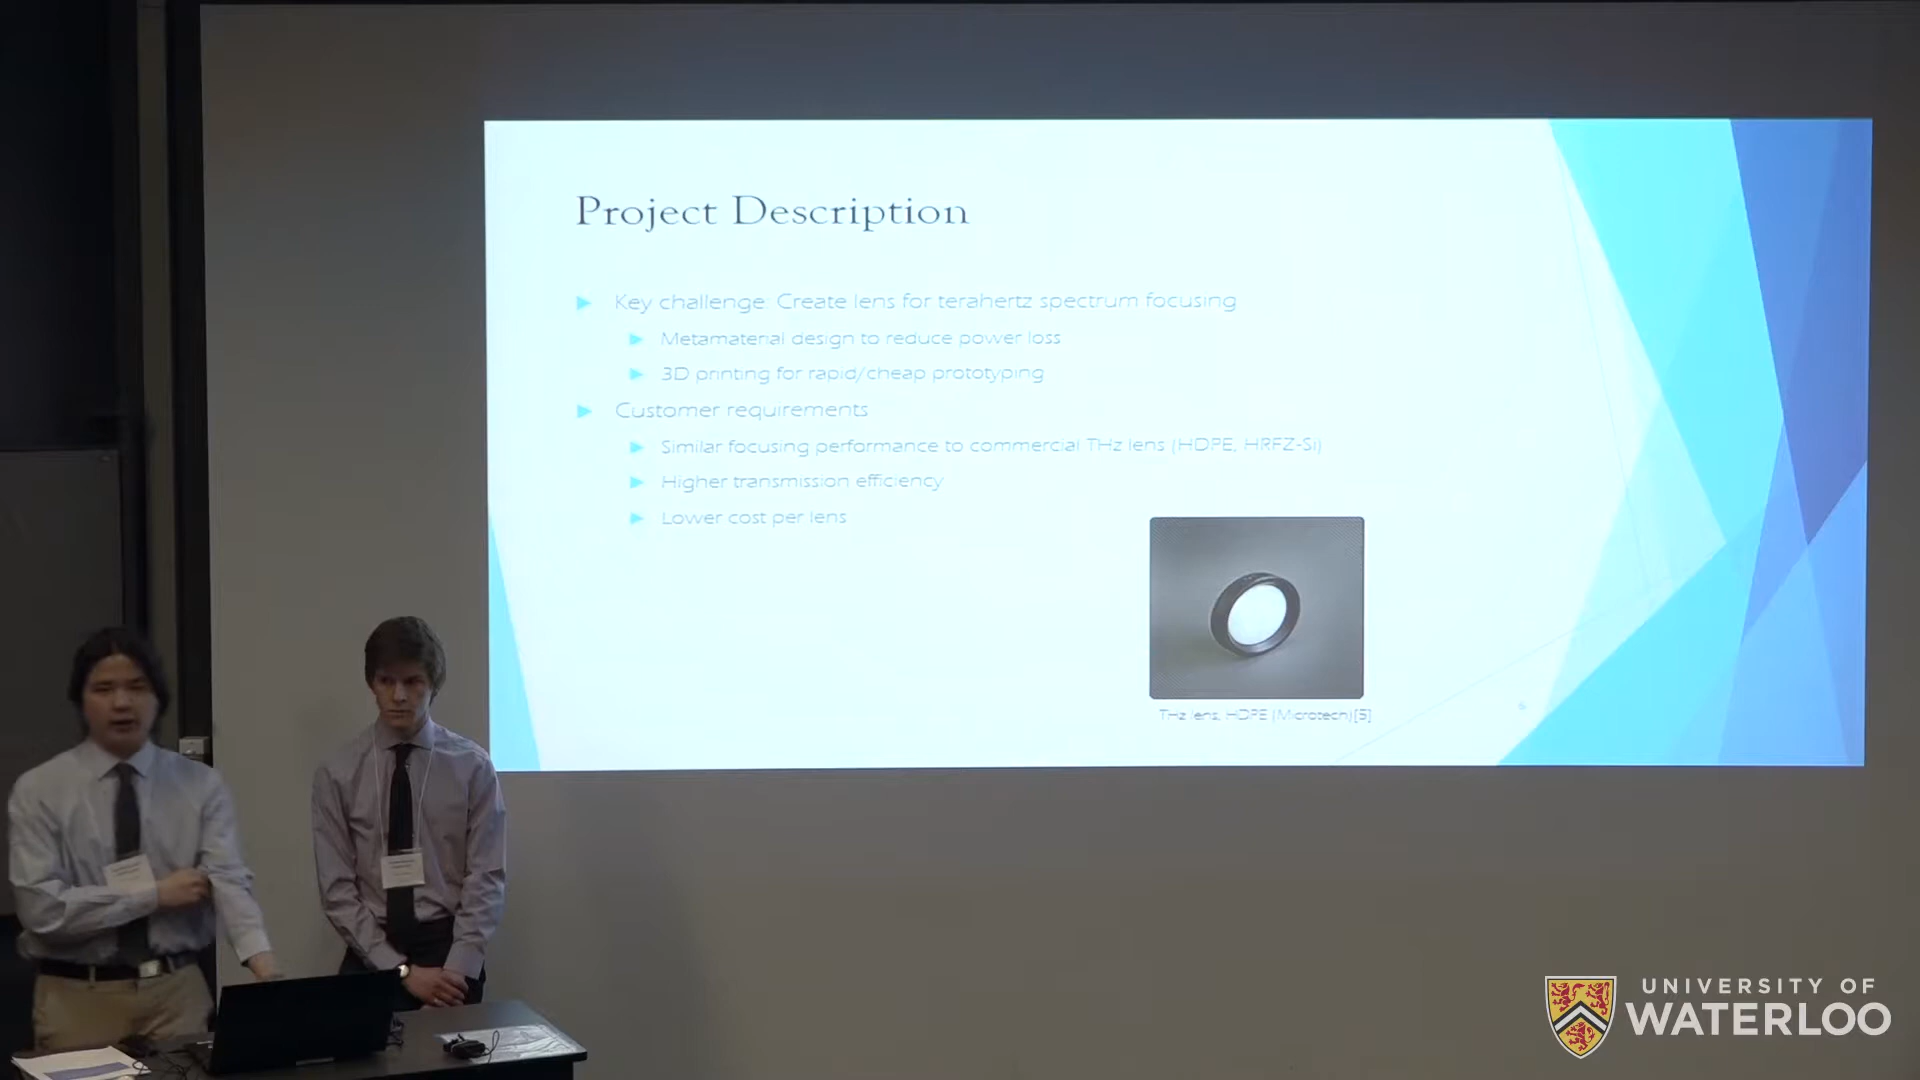 Project Description
Key challenge: Create lens for terahertz spectrum focusing
Metamaterial design to reduce power loss
3D printing for rapid/cheap prototyping
Customer requirements
Similar focusing performance to commercial THz lens (HDPE, HRFZ-Si)
Higher transmission efficiency
Lower cost per lens
THz lens, HDPE (Microtech)[5]
6
UNIVERSITY OF
WATERLOO